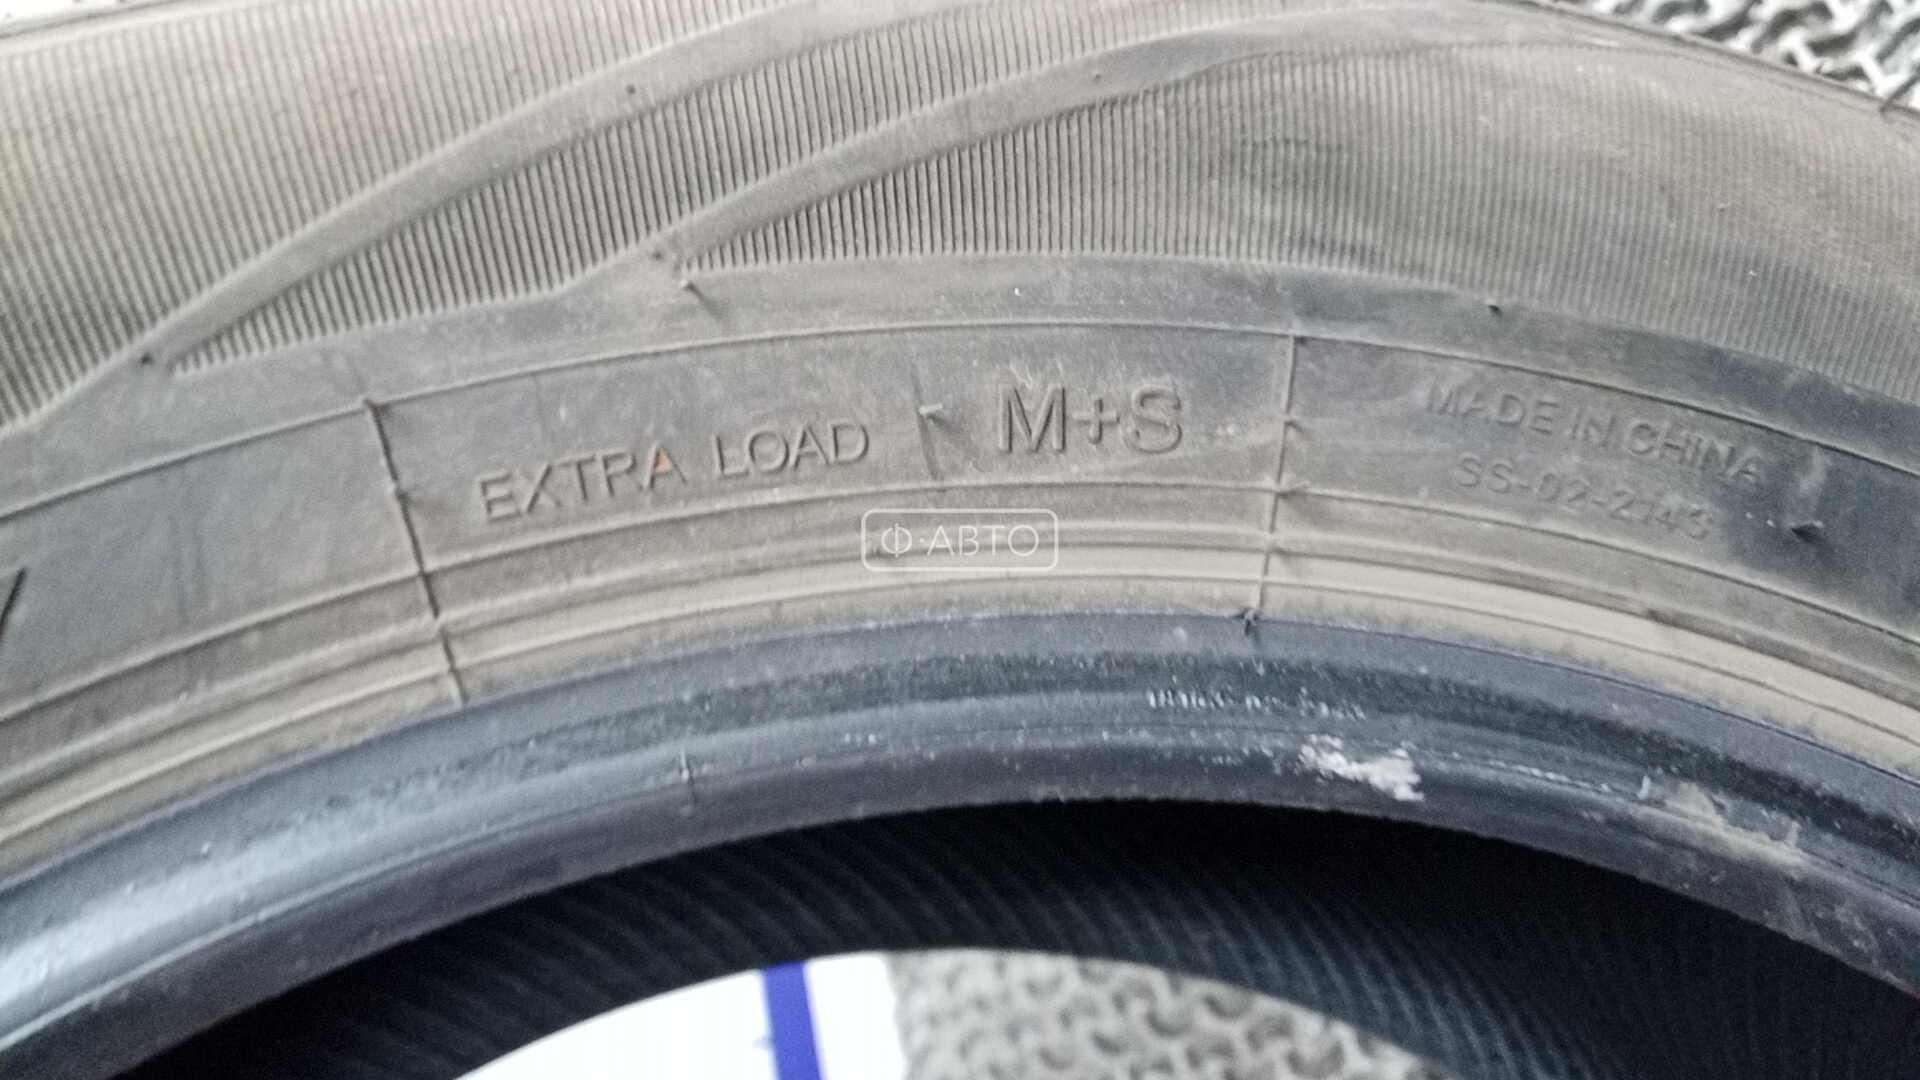 EXTRA LOAD
M+S
MADE IN CHINA
SS-02-2143
Ф·АВТО